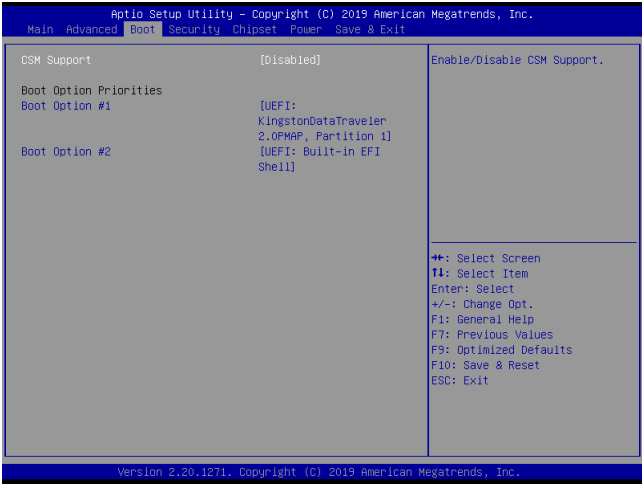 Aptio Setup Utility – Copyright (C) 2019 American Megatrends, Inc.
Main Advanced Boot Security Chipset Power Save & Exit
CSM Support [Disabled]
Boot Option Priorities
Boot Option #1 [UEFI:
KingstonDataTraveler
2.0PMAP, Partition 1]
Boot Option #2 [UEFI: Built-in EFI
Shell]
Enable/Disable CSM Support.
→←: Select Screen
↑↓: Select Item
Enter: Select
+/-: Change Opt.
F1: General Help
F7: Previous Values
F9: Optimized Defaults
F10: Save & Reset
ESC: Exit
Version 2.20.1271. Copyright (C) 2019 American Megatrends, Inc.